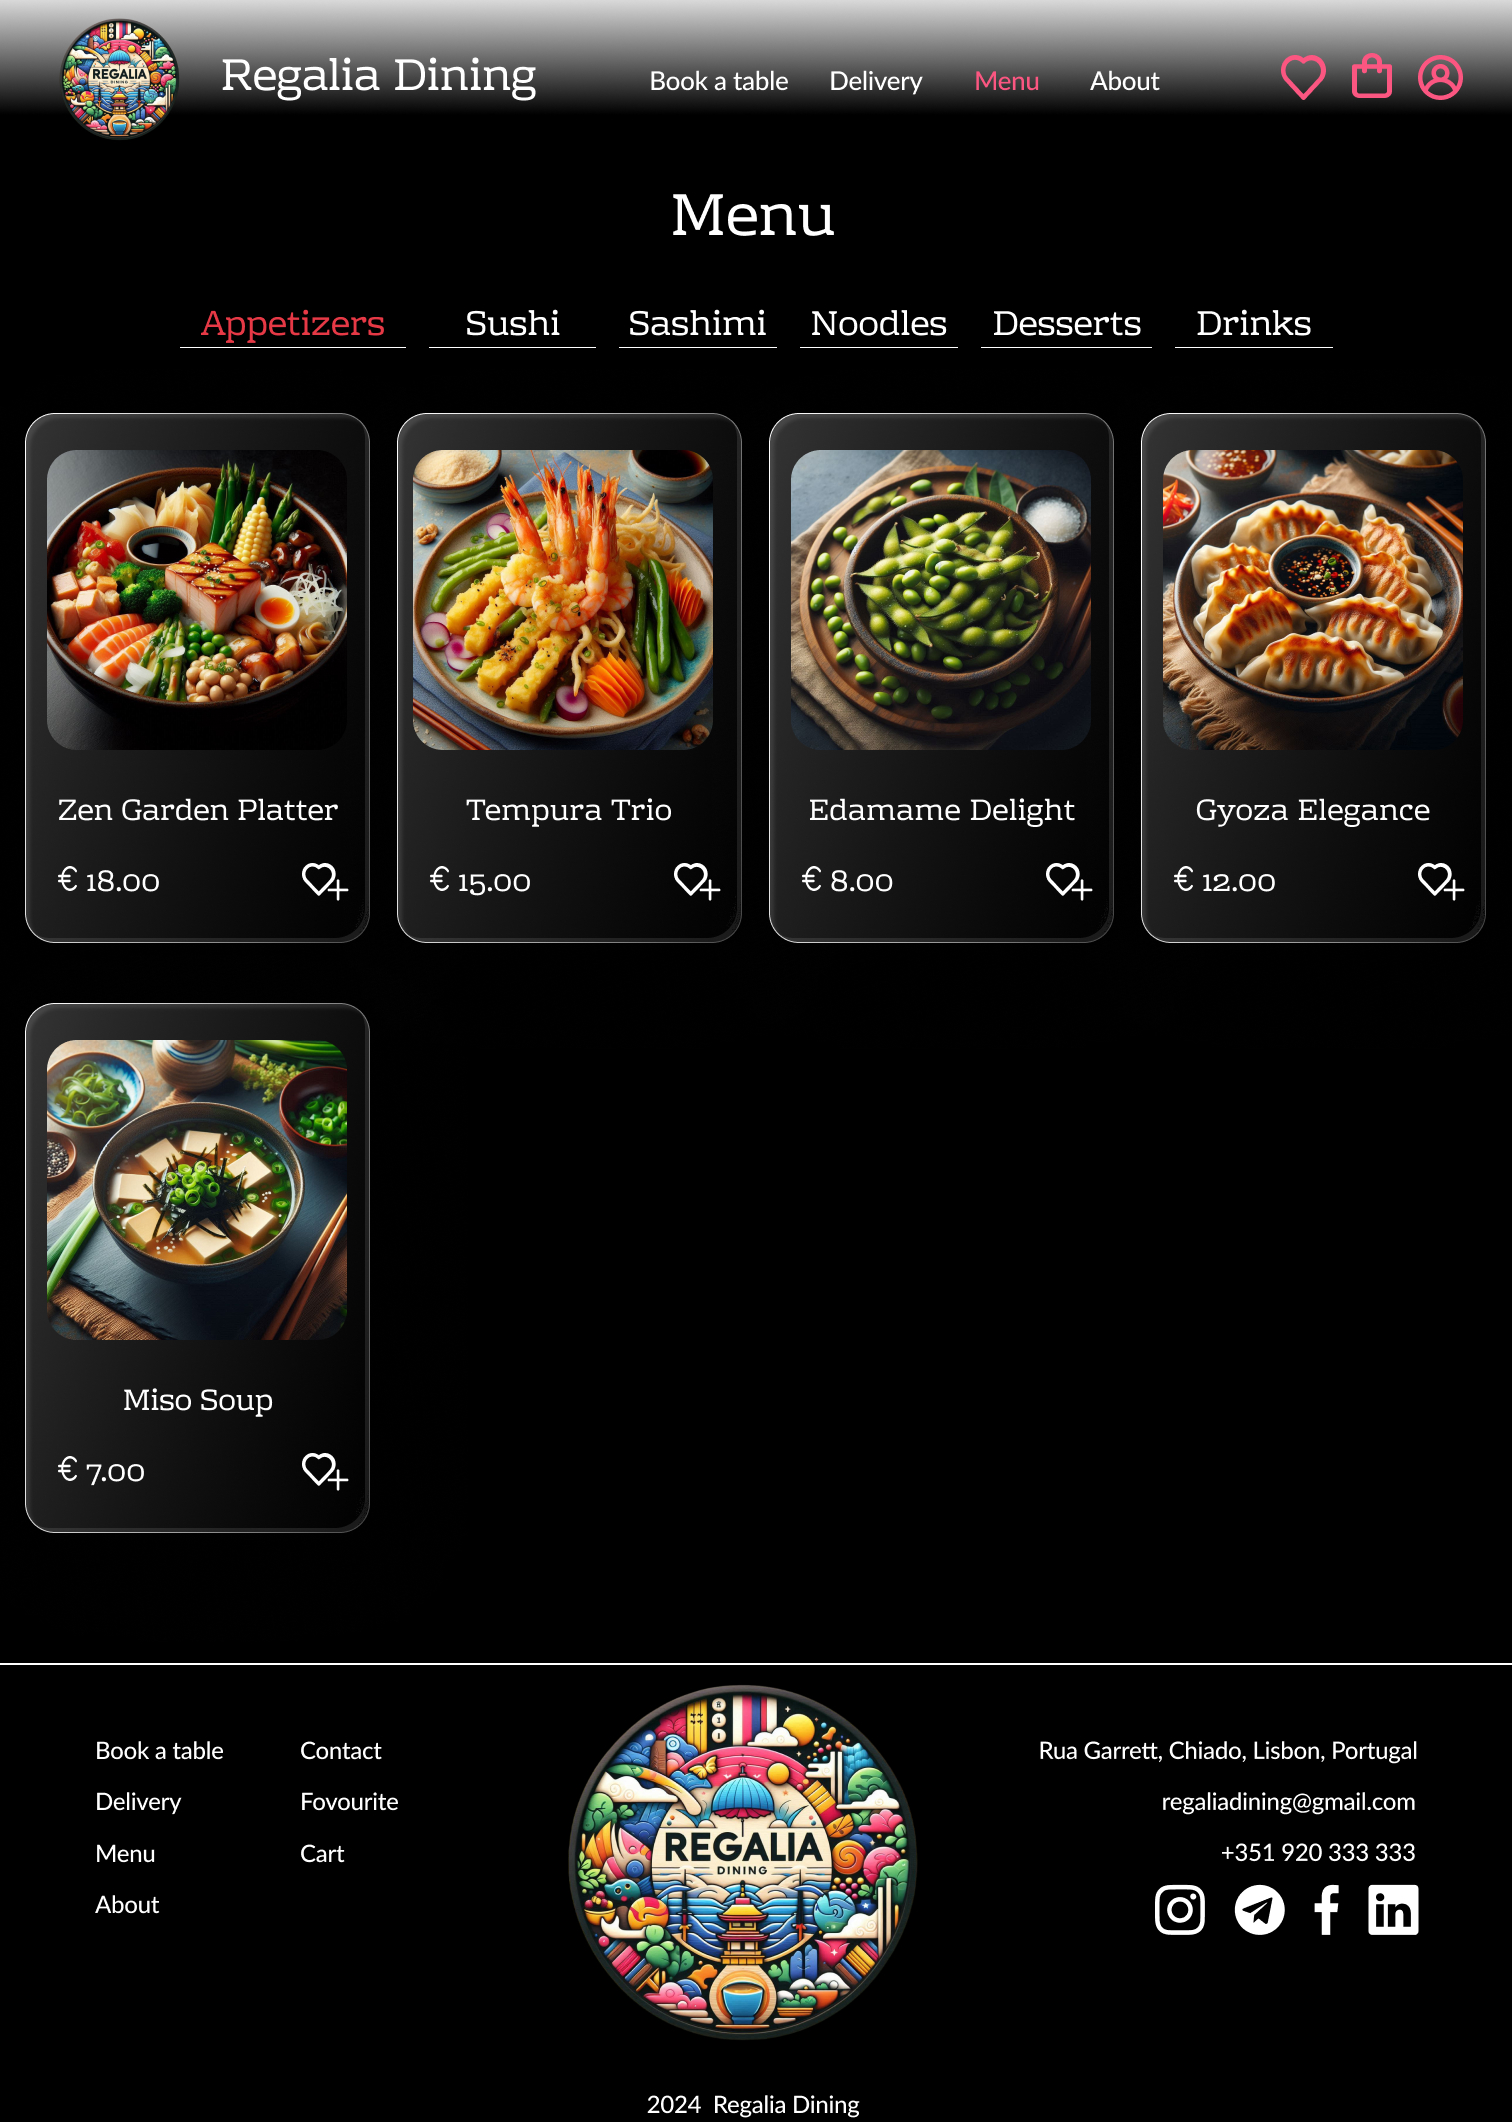 REGALIA
DINING
Regalia Dining
Book a table
Delivery
Menu
About
Menu
Appetizers
Sushi
Sashimi
Noodles
Desserts
Drinks
Zen Garden Platter
€ 18.00
Tempura Trio
€ 15.00
Edamame Delight
€ 8.00
Gyoza Elegance
€ 12.00
Miso Soup
€ 7.00
Book a table
Delivery
Menu
About
Contact
Fovourite
Cart
REGALIA
DINING
Rua Garrett, Chiado, Lisbon, Portugal
regaliadining@gmail.com
+351 920 333 333
2024 Regalia Dining